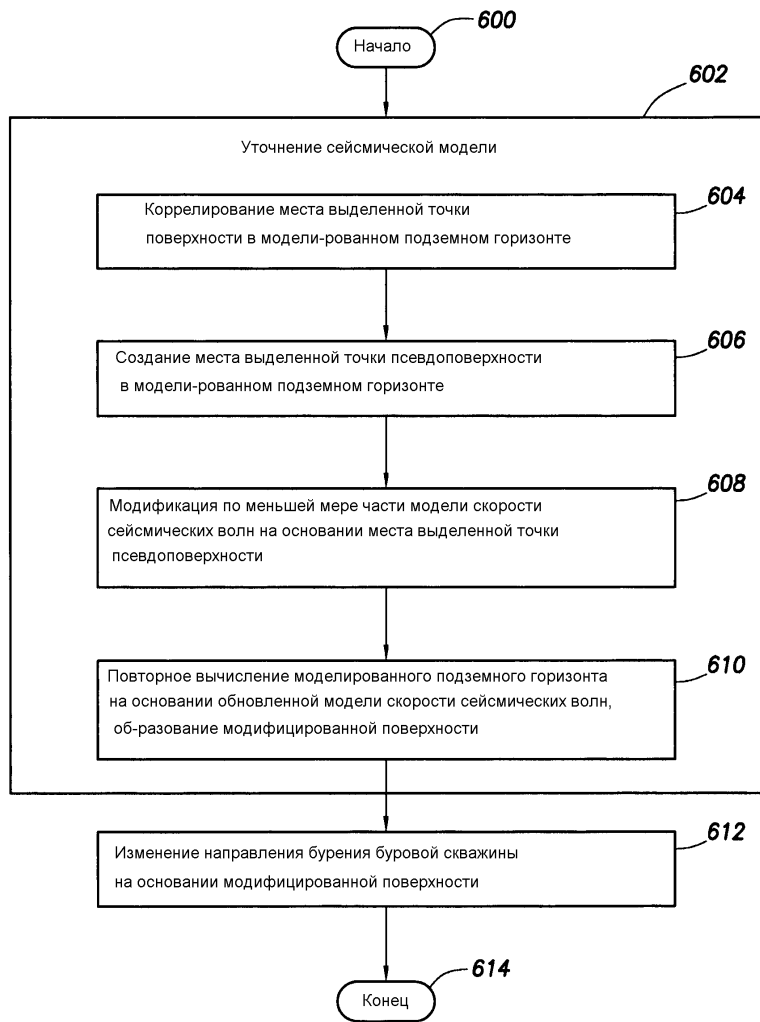 600
Начало
602
Уточнение сейсмической модели
604
Коррелирование места выделенной точки
поверхности в модели-рованном подземном горизонте
606
Создание места выделенной точки псевдоповерхности
в модели-рованном подземном горизонте
608
Модификация по меньшей мере части модели скорости
сейсмических волн на основании места выделенной точки
псевдоповерхности
610
Повторное вычисление моделированного подземного горизонта
на основании обновленной модели скорости сейсмических волн,
об-разование модифицированной поверхности
612
Изменение направления бурения буровой скважины
на основании модифицированной поверхности
614
Конец